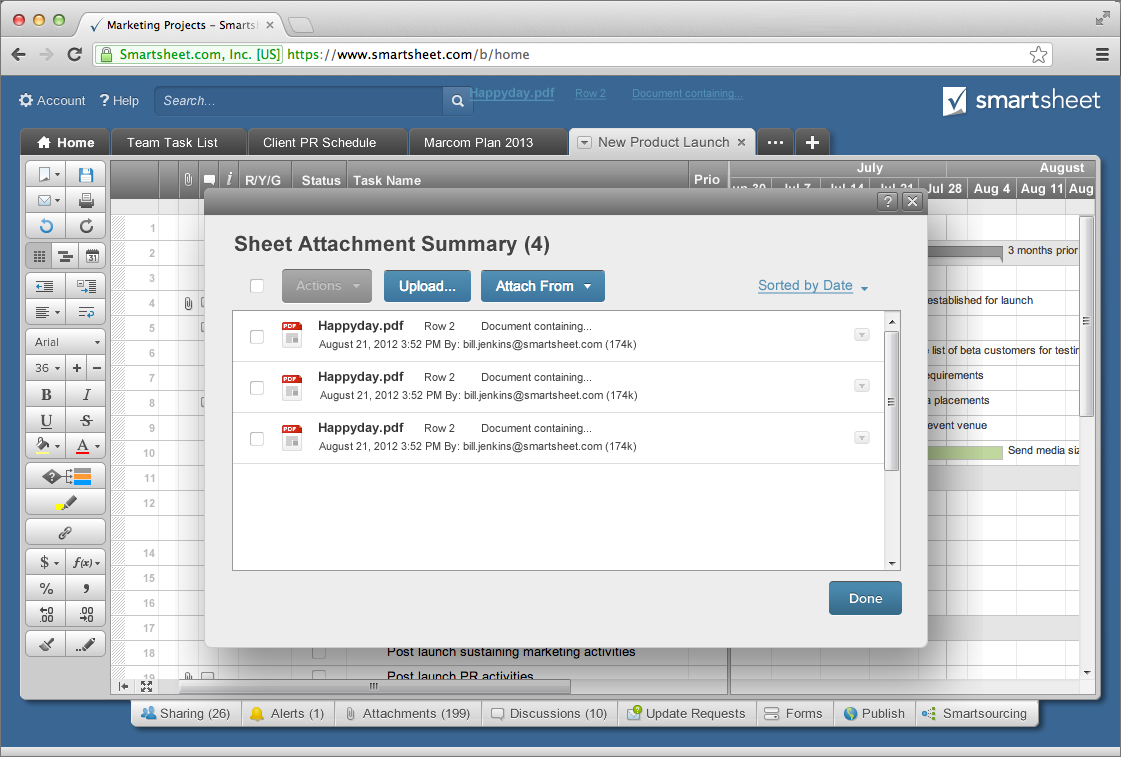 Marketing Projects – Smarts
Smartsheet.com, Inc. [US] https://www.smartsheet.com/b/home
Account ? Help Search... Happyday.pdf Row 2 Document containing... smartsheet
Home Team Task List Client PR Schedule Marcom Plan 2013 New Product Launch
July August
i R/Y/G Status Task Name Prio Jun 30 Jul 7 Jul 14 Jul 21 Jul 28 Aug 4 Aug 11 Aug
1
2 3 months prior
3
4 established for launch
5
6 list of beta customers for testin
7 equirements
8 a placements
9 event venue
10 Send media siz
11
12
14
15
16
17
18 Post launch sustaining marketing activities
19 Post launch PR activities
31
Arial
36 + −
B I
U S
A
?
$ f(x)
% ,
.00 .00
? ✕
Sheet Attachment Summary (4)
Actions Upload... Attach From Sorted by Date
PDF Happyday.pdf Row 2 Document containing...
August 21, 2012 3:52 PM By: bill.jenkins@smartsheet.com (174k)
PDF Happyday.pdf Row 2 Document containing...
August 21, 2012 3:52 PM By: bill.jenkins@smartsheet.com (174k)
PDF Happyday.pdf Row 2 Document containing...
August 21, 2012 3:52 PM By: bill.jenkins@smartsheet.com (174k)
Done
Sharing (26) Alerts (1) Attachments (199) Discussions (10) Update Requests Forms Publish Smartsourcing